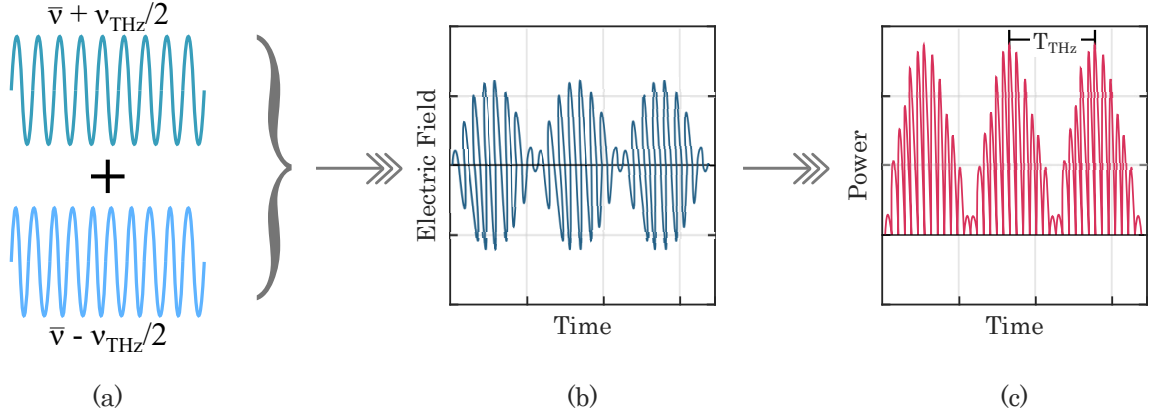 ν̄ + ν_THz/2
+
ν̄ - ν_THz/2
Electric Field
Time
T_THz
Power
Time
(a)
(b)
(c)